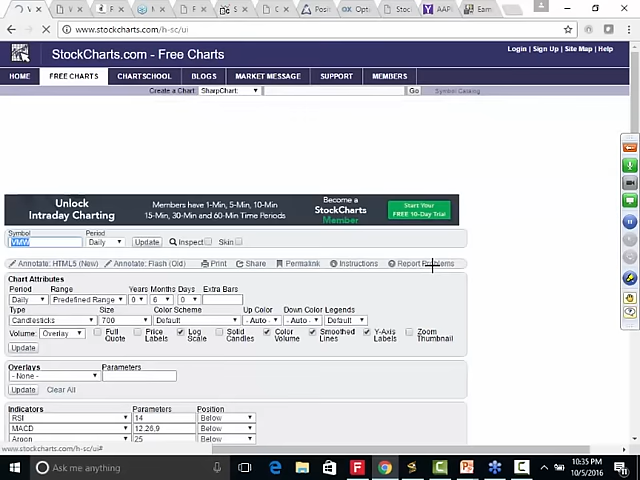 AAPL
Earn
www.stockcharts.com/h-sc/ui
StockCharts.com - Free Charts
Login | Sign Up | Site Map | Help
HOME FREE CHARTS CHARTSCHOOL BLOGS MARKET MESSAGE SUPPORT MEMBERS
Create a Chart: SharpChart: Go Symbol Catalog
Unlock
Intraday Charting
Members have 1-Min, 5-Min, 10-Min
15-Min, 30-Min and 60-Min Time Periods
Become a
StockCharts
Member
Start Your
FREE 10-Day Trial
Symbol Period
VMW Daily Update Inspect Skin
Annotate: HTML5 (New) Annotate: Flash (Old) Print Share Permalink Instructions Report Problems
Chart Attributes
Period Range Years Months Days Extra Bars
Daily Predefined Range 0 6 0
Type Size Color Scheme Up Color Down Color Legends
Candlesticks 700 Default - Auto - - Auto - Default
Volume: Overlay Full Quote Price Labels Log Scale Solid Candles Color Volume Smoothed Lines Y-Axis Labels Zoom Thumbnail
Update
Overlays Parameters
- None -
Update Clear All
Indicators Parameters Position
RSI 14 Below
MACD 12,26,9 Below
Aroon 25 Below
www.stockcharts.com/h-sc/ui#
Ask me anything
10:35 PM
10/5/2016